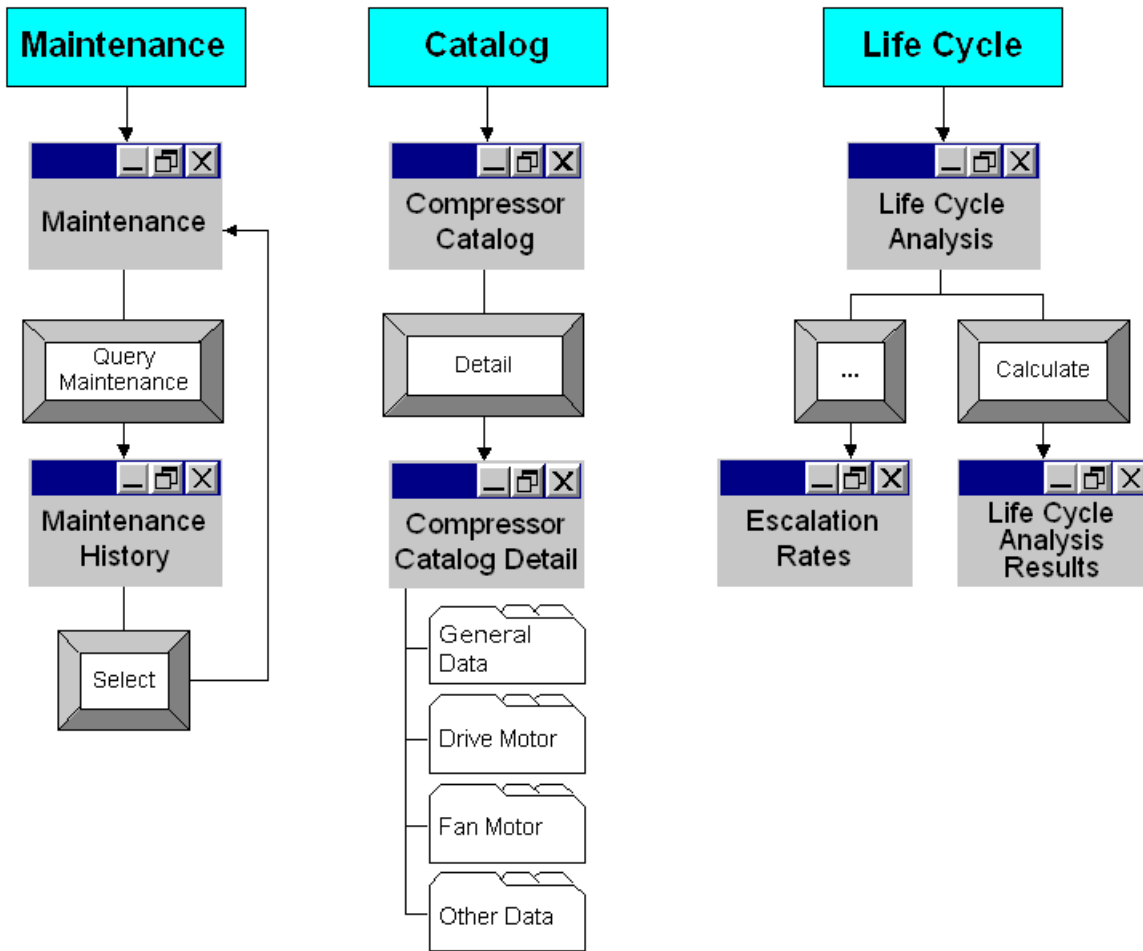 Maintenance
Maintenance
Query
Maintenance
Maintenance
History
Select
Catalog
Compressor
Catalog
Detail
Compressor
Catalog Detail
General
Data
Drive Motor
Fan Motor
Other Data
Life Cycle
Life Cycle
Analysis
...
Calculate
Escalation
Rates
Life Cycle
Analysis
Results